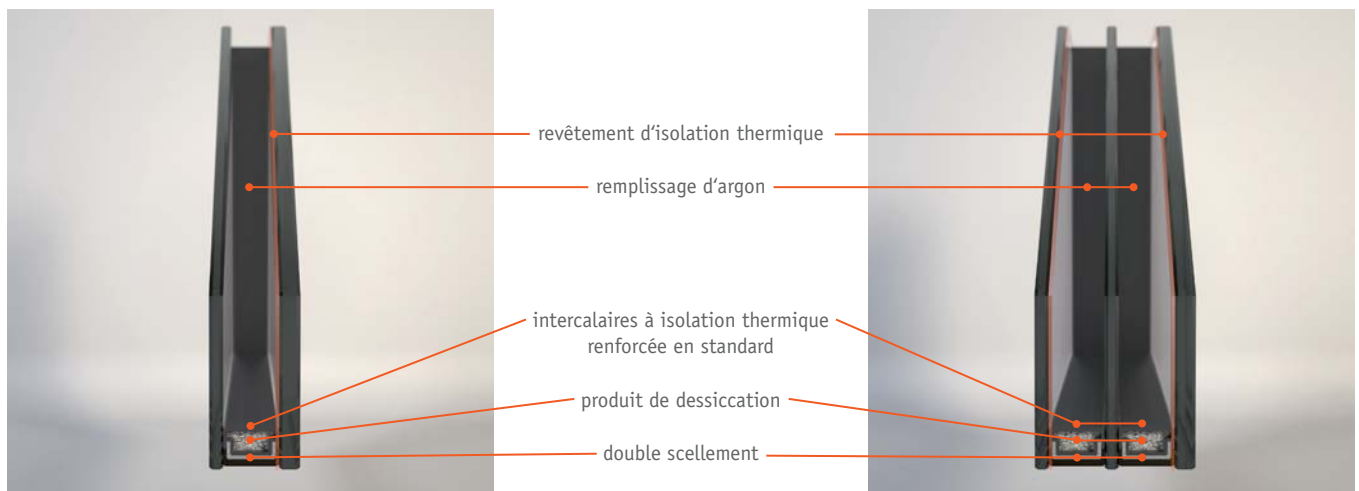 revêtement d‘isolation thermique
remplissage d‘argon
intercalaires à isolation thermique
renforcée en standard
produit de dessiccation
double scellement